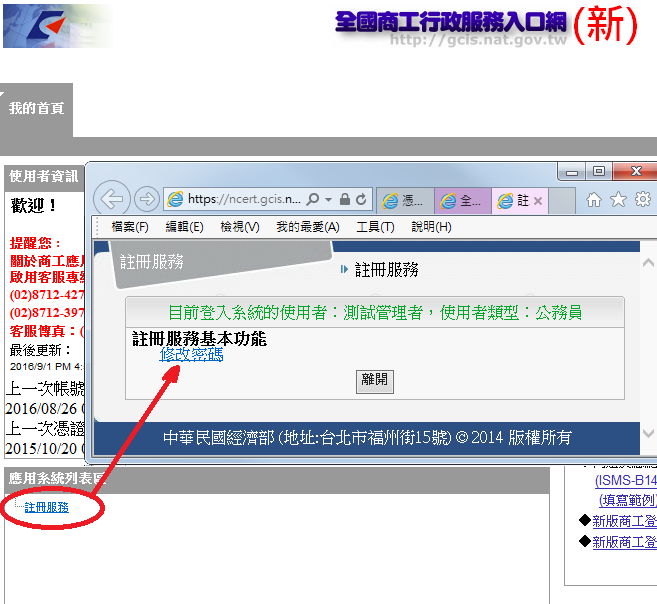 全國商工行政服務入口網(新)
http://gcis.nat.gov.tw
我的首頁
使用者資訊
歡迎！
提醒您：
關於商工應
啟用客服專
(02)8712-427
(02)8712-397
客服傳真：(
最後更新：
2016/9/1 PM 4:
上一次帳號
2016/08/26
上一次憑證
2015/10/20
https://ncert.gcis.n...
憑...
全...
註
檔案(F) 編輯(E) 檢視(V) 我的最愛(A) 工具(T) 說明(H)
註冊服務
註冊服務
目前登入系統的使用者：測試管理者，使用者類型：公務員
註冊服務基本功能
修改密碼
離開
中華民國經濟部 (地址:台北市福州街15號) © 2014 版權所有
應用系統列表
註冊服務
(ISMS-B14
(填寫範例
◆新版商工登
◆新版商工登